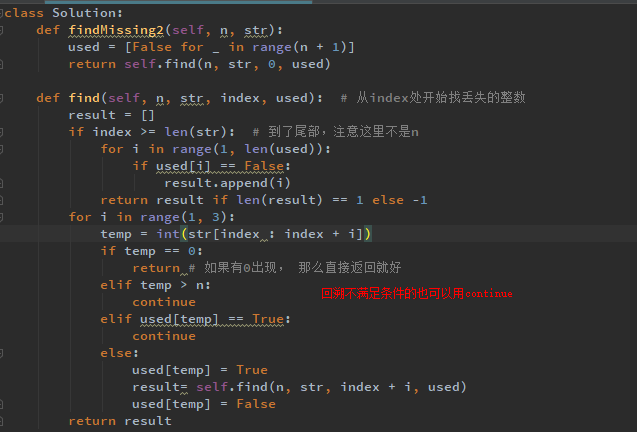 class Solution:
    def findMissing2(self, n, str):
        used = [False for _ in range(n + 1)]
        return self.find(n, str, 0, used)

    def find(self, n, str, index, used):  # 从index处开始找丢失的整数
        result = []
        if index >= len(str):  # 到了尾部，注意这里不是n
            for i in range(1, len(used)):
                if used[i] == False:
                    result.append(i)
            return result if len(result) == 1 else -1
        for i in range(1, 3):
            temp = int(str[index : index + i])
            if temp == 0:
                return # 如果有0出现， 那么直接返回就好
            elif temp > n:
                continue
回溯不满足条件的也可以用continue
            elif used[temp] == True:
                continue
            else:
                used[temp] = True
                result= self.find(n, str, index + i, used)
                used[temp] = False
        return result